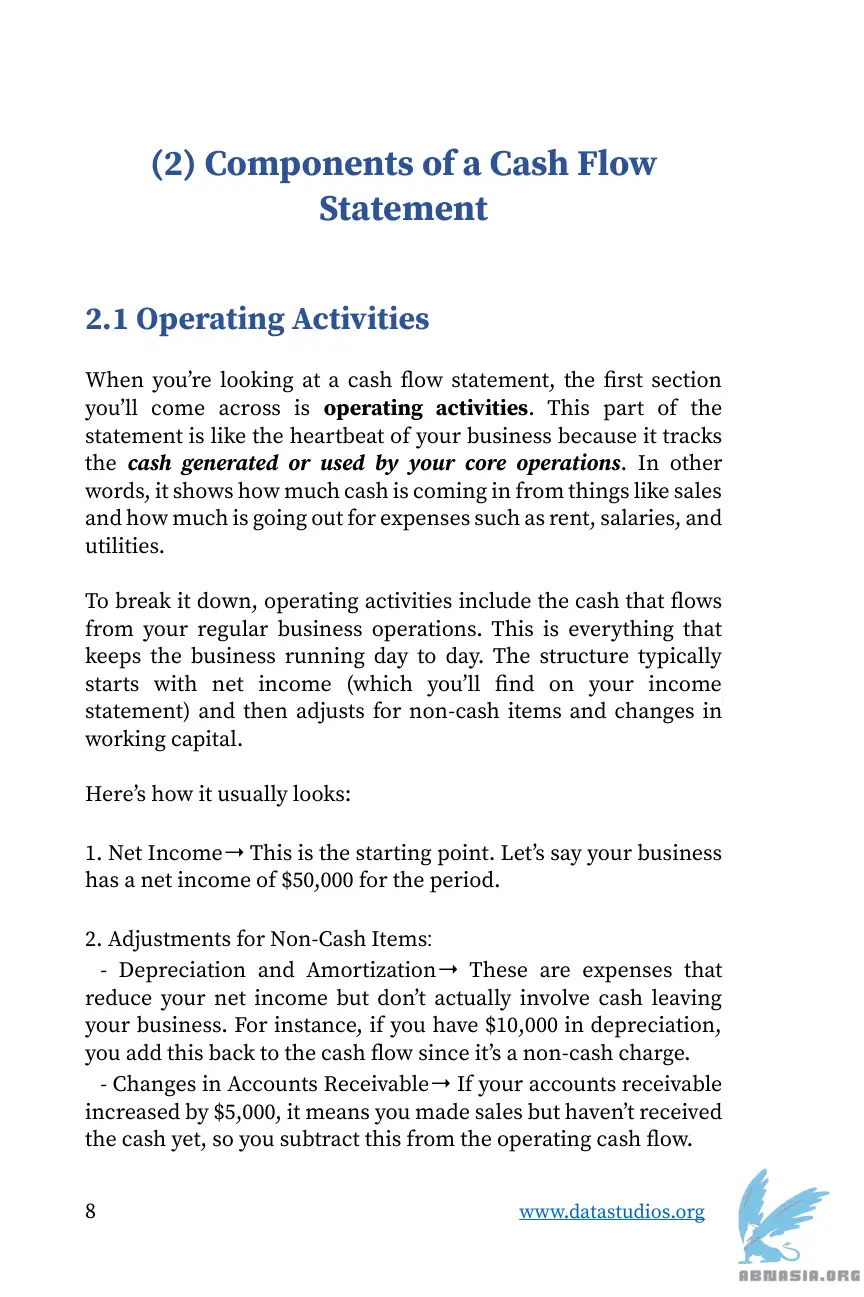 (2) Components of a Cash Flow
Statement
2.1 Operating Activities
When you’re looking at a cash flow statement, the first section
you’ll come across is operating activities. This part of the
statement is like the heartbeat of your business because it tracks
the cash generated or used by your core operations. In other
words, it shows how much cash is coming in from things like sales
and how much is going out for expenses such as rent, salaries, and
utilities.
To break it down, operating activities include the cash that flows
from your regular business operations. This is everything that
keeps the business running day to day. The structure typically
starts with net income (which you’ll find on your income
statement) and then adjusts for non-cash items and changes in
working capital.
Here’s how it usually looks:
1. Net Income→ This is the starting point. Let’s say your business
has a net income of $50,000 for the period.
2. Adjustments for Non-Cash Items:
- Depreciation and Amortization→ These are expenses that
reduce your net income but don’t actually involve cash leaving
your business. For instance, if you have $10,000 in depreciation,
you add this back to the cash flow since it’s a non-cash charge.
- Changes in Accounts Receivable→ If your accounts receivable
increased by $5,000, it means you made sales but haven’t received
the cash yet, so you subtract this from the operating cash flow.
8 www.datastudios.org
ABNASIA.ORG